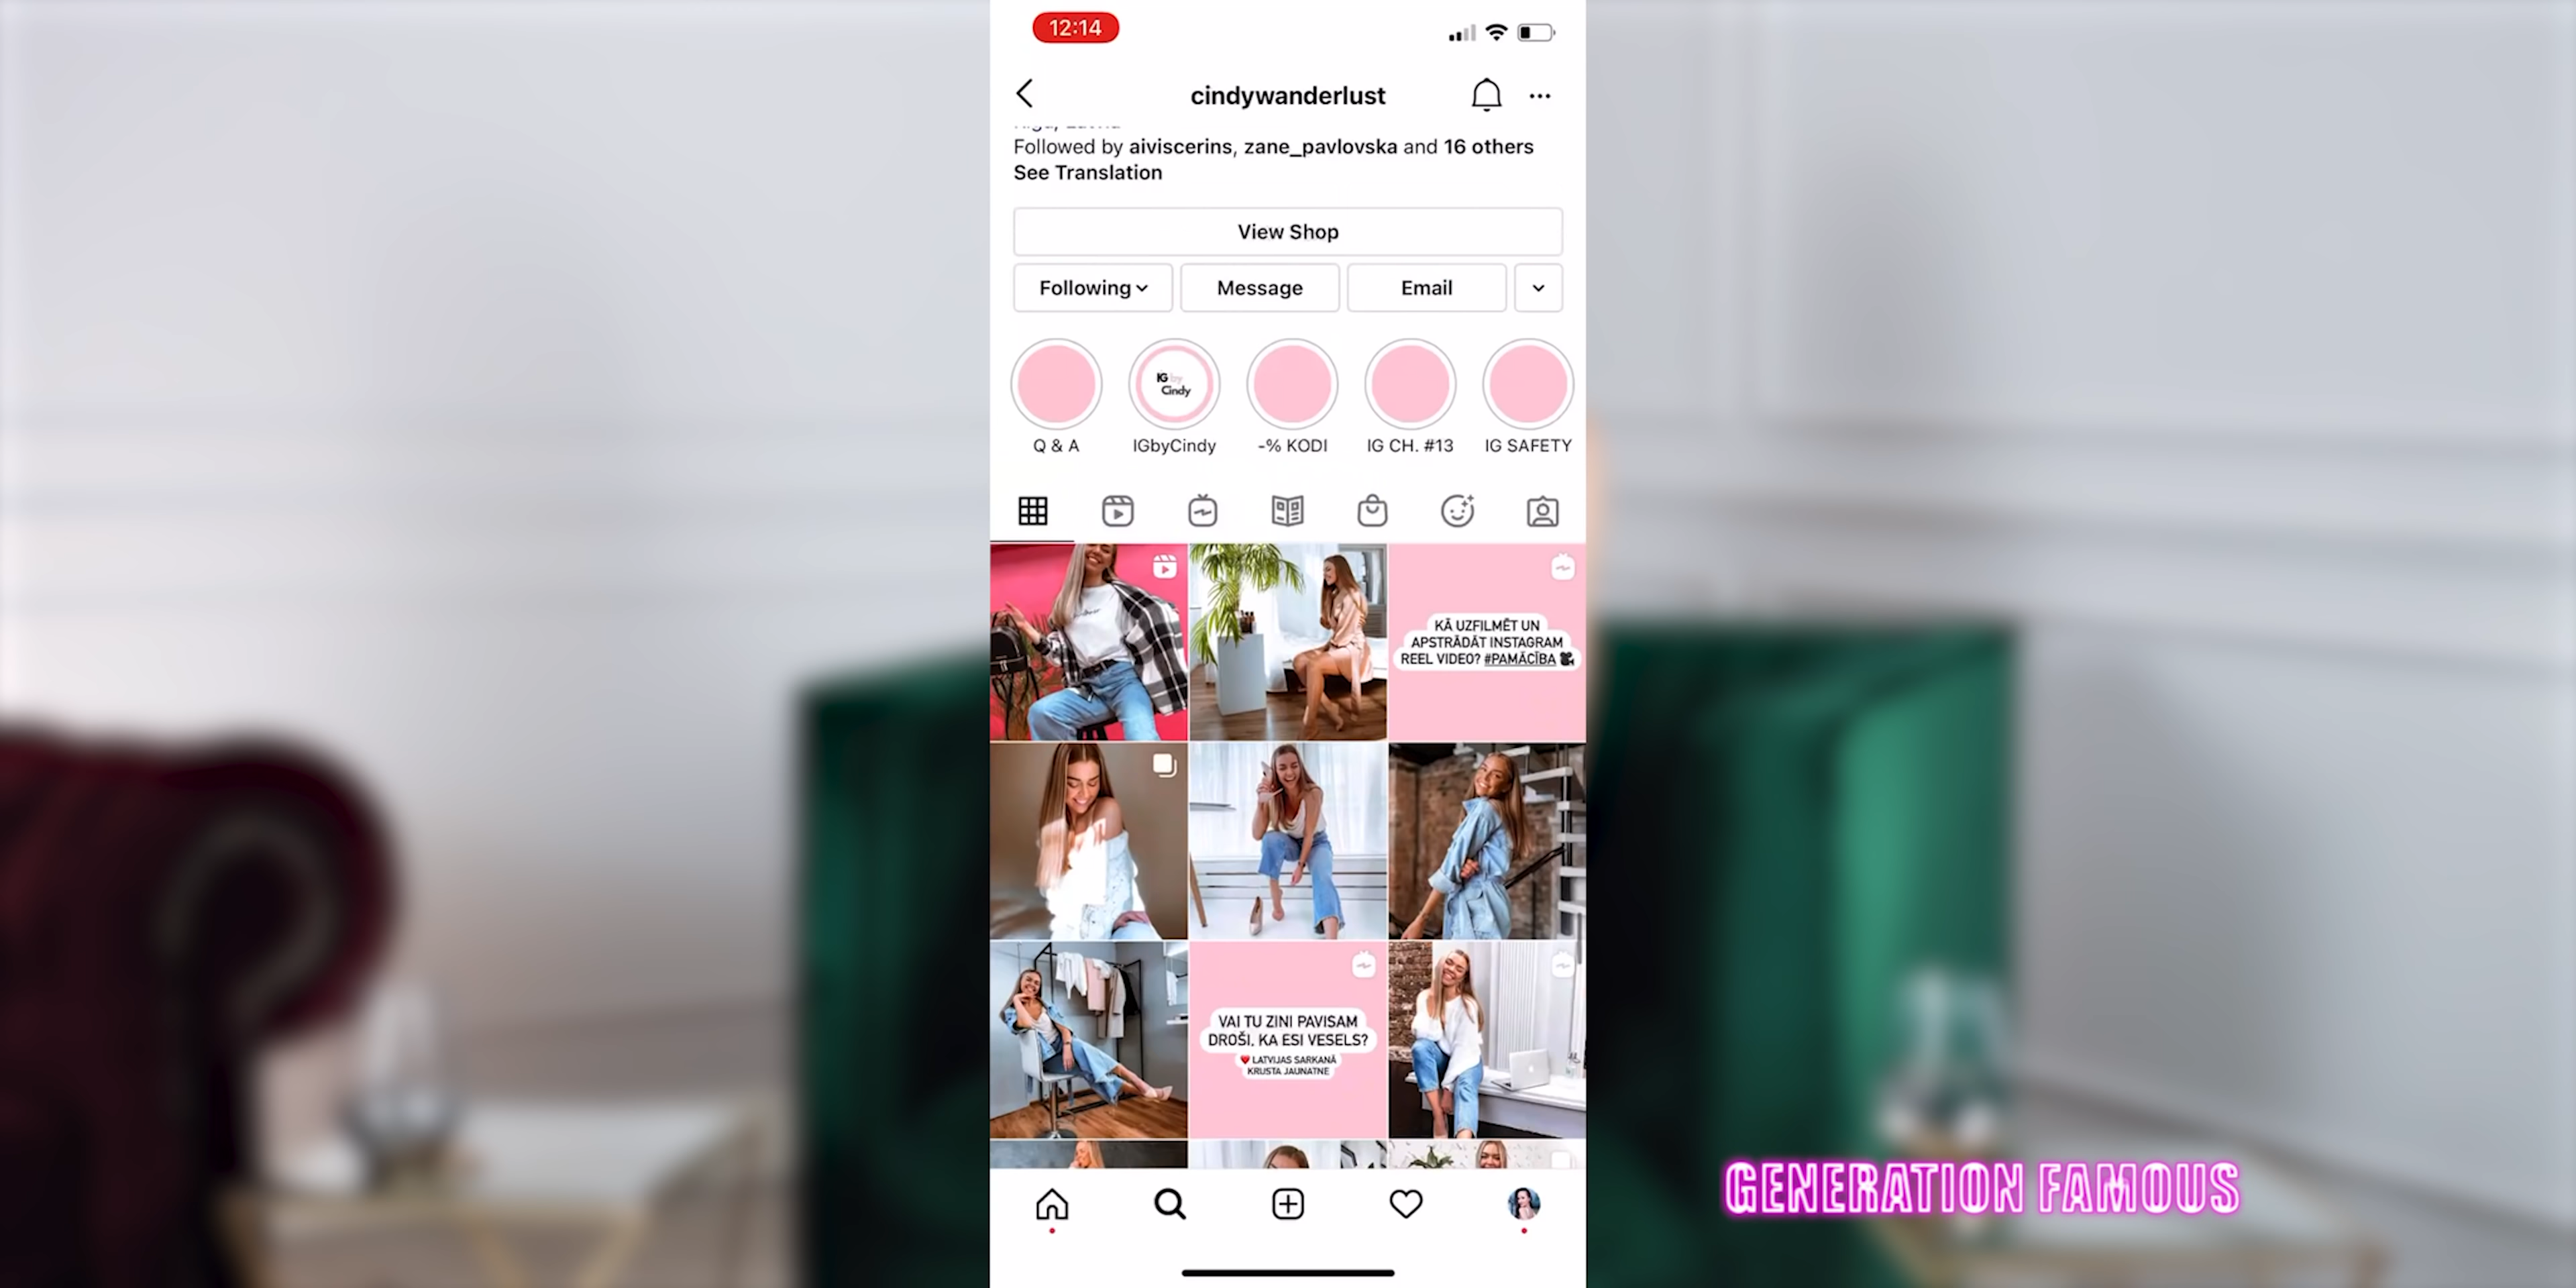 12:14
cindywanderlust
Followed by aiviscerins, zane_pavlovska and 16 others
See Translation
View Shop
Following
Message
Email
IG by
Cindy
Q & A
IGbyCindy
-% KODI
IG CH. #13
IG SAFETY
KĀ UZFILMĒT UN
APSTRĀDĀT INSTAGRAM
REEL VIDEO? #PAMĀCĪBA
VAI TU ZINI PAVISAM
DROŠI, KA ESI VESELS?
LATVIJAS SARKANĀ
KRUSTA JAUNATNE
GENERATION FAMOUS